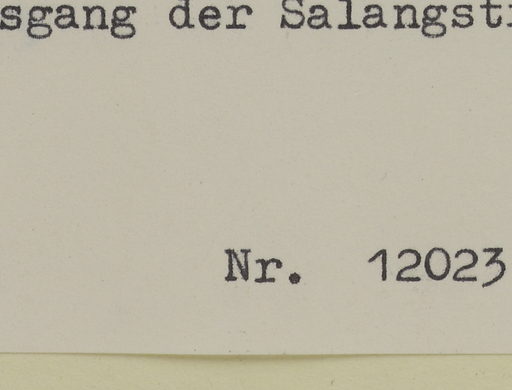 sgang der Salangst
Nr. 12023